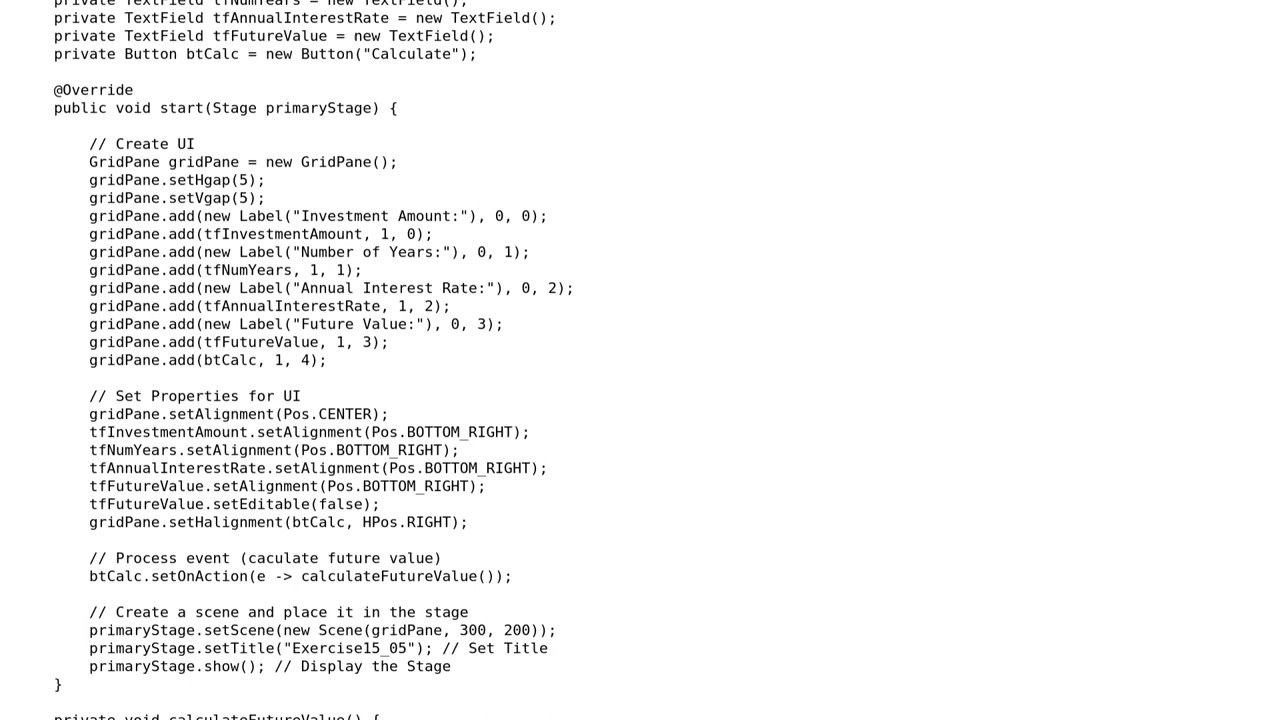 private TextField tfNumYears = new TextField();
private TextField tfAnnualInterestRate = new TextField();
private TextField tfFutureValue = new TextField();
private Button btCalc = new Button("Calculate");
@Override
public void start(Stage primaryStage) {
// Create UI
GridPane gridPane = new GridPane();
gridPane.setHgap(5);
gridPane.setVgap(5);
gridPane.add(new Label("Investment Amount:"), 0, 0);
gridPane.add(tfInvestmentAmount, 1, 0);
gridPane.add(new Label("Number of Years:"), 0, 1);
gridPane.add(tfNumYears, 1, 1);
gridPane.add(new Label("Annual Interest Rate:"), 0, 2);
gridPane.add(tfAnnualInterestRate, 1, 2);
gridPane.add(new Label("Future Value:"), 0, 3);
gridPane.add(tfFutureValue, 1, 3);
gridPane.add(btCalc, 1, 4);
// Set Properties for UI
gridPane.setAlignment(Pos.CENTER);
tfInvestmentAmount.setAlignment(Pos.BOTTOM_RIGHT);
tfNumYears.setAlignment(Pos.BOTTOM_RIGHT);
tfAnnualInterestRate.setAlignment(Pos.BOTTOM_RIGHT);
tfFutureValue.setAlignment(Pos.BOTTOM_RIGHT);
tfFutureValue.setEditable(false);
gridPane.setHalignment(btCalc, HPos.RIGHT);
// Process event (caculate future value)
btCalc.setOnAction(e -> calculateFutureValue());
// Create a scene and place it in the stage
primaryStage.setScene(new Scene(gridPane, 300, 200));
primaryStage.setTitle("Exercise15_05"); // Set Title
primaryStage.show(); // Display the Stage
}
private void calculateFutureValue() {